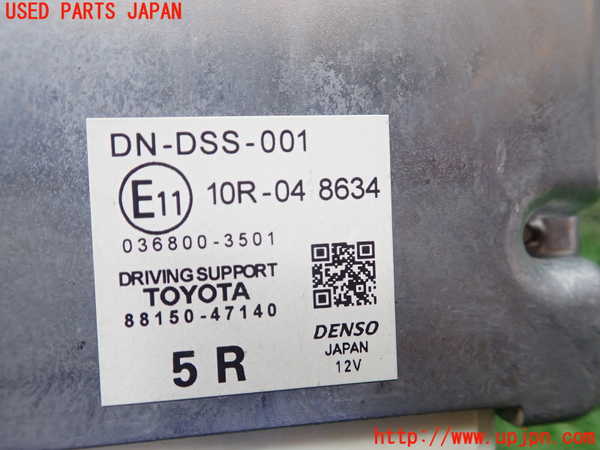 USED PARTS JAPAN
DN-DSS-001
E11 10R-04 8634
036800-3501
DRIVING SUPPORT
TOYOTA
88150-47140
5R
DENSO
JAPAN
12V
http://www.upjpn.com/